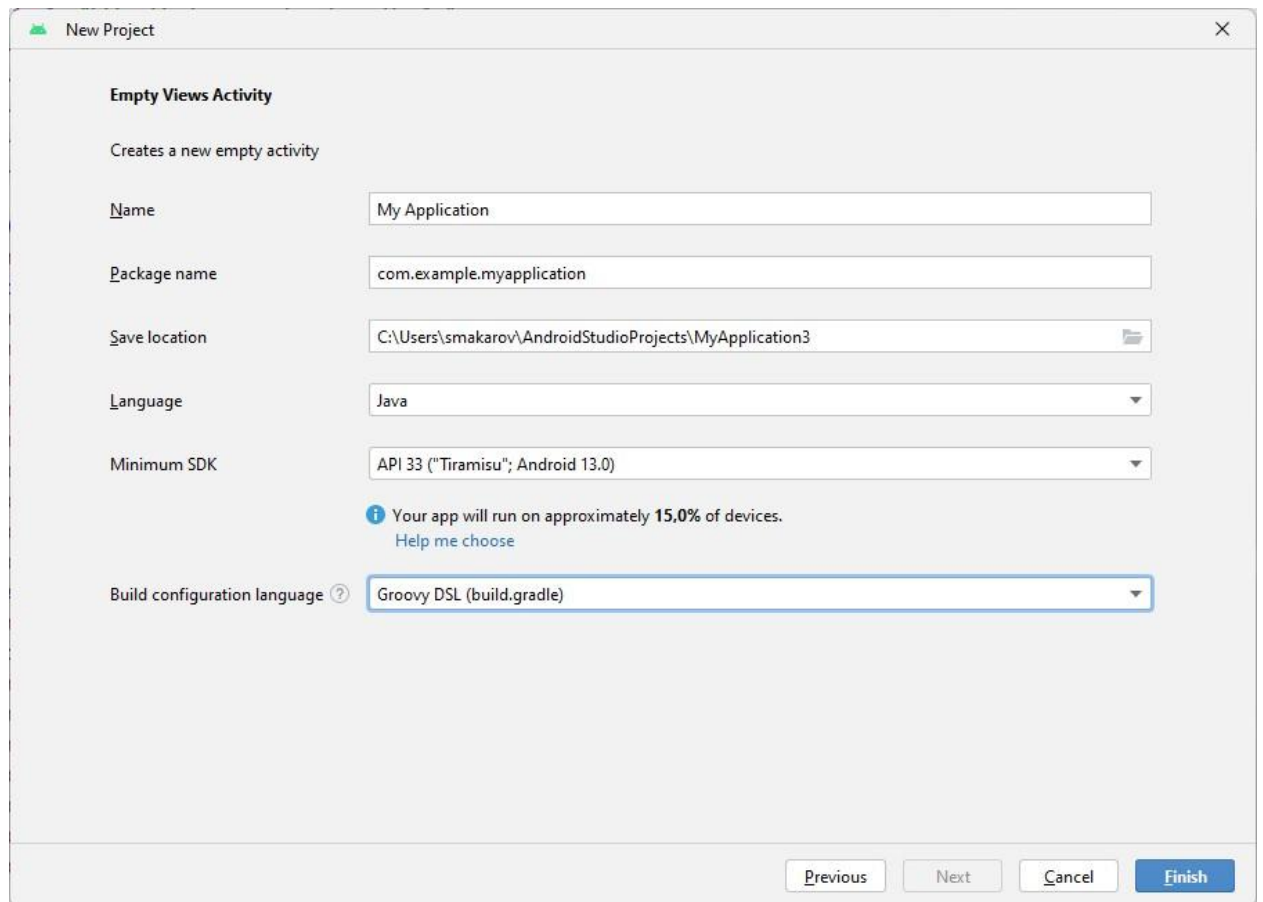 New Project
Empty Views Activity
Creates a new empty activity
Name
My Application
Package name
com.example.myapplication
Save location
C:\Users\smakarov\AndroidStudioProjects\MyApplication3
Language
Java
Minimum SDK
API 33 ("Tiramisu"; Android 13.0)
Your app will run on approximately 15,0% of devices.
Help me choose
Build configuration language ?
Groovy DSL (build.gradle)
Previous
Next
Cancel
Finish